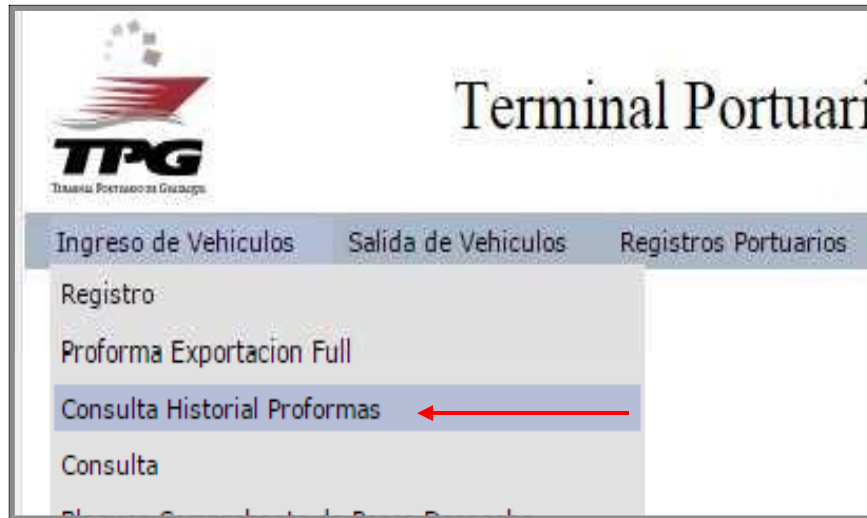 Terminal Portuari
TPG
Ingreso de Vehiculos Salida de Vehiculos Registros Portuarios
Registro
Proforma Exportacion Full
Consulta Historial Proformas
Consulta